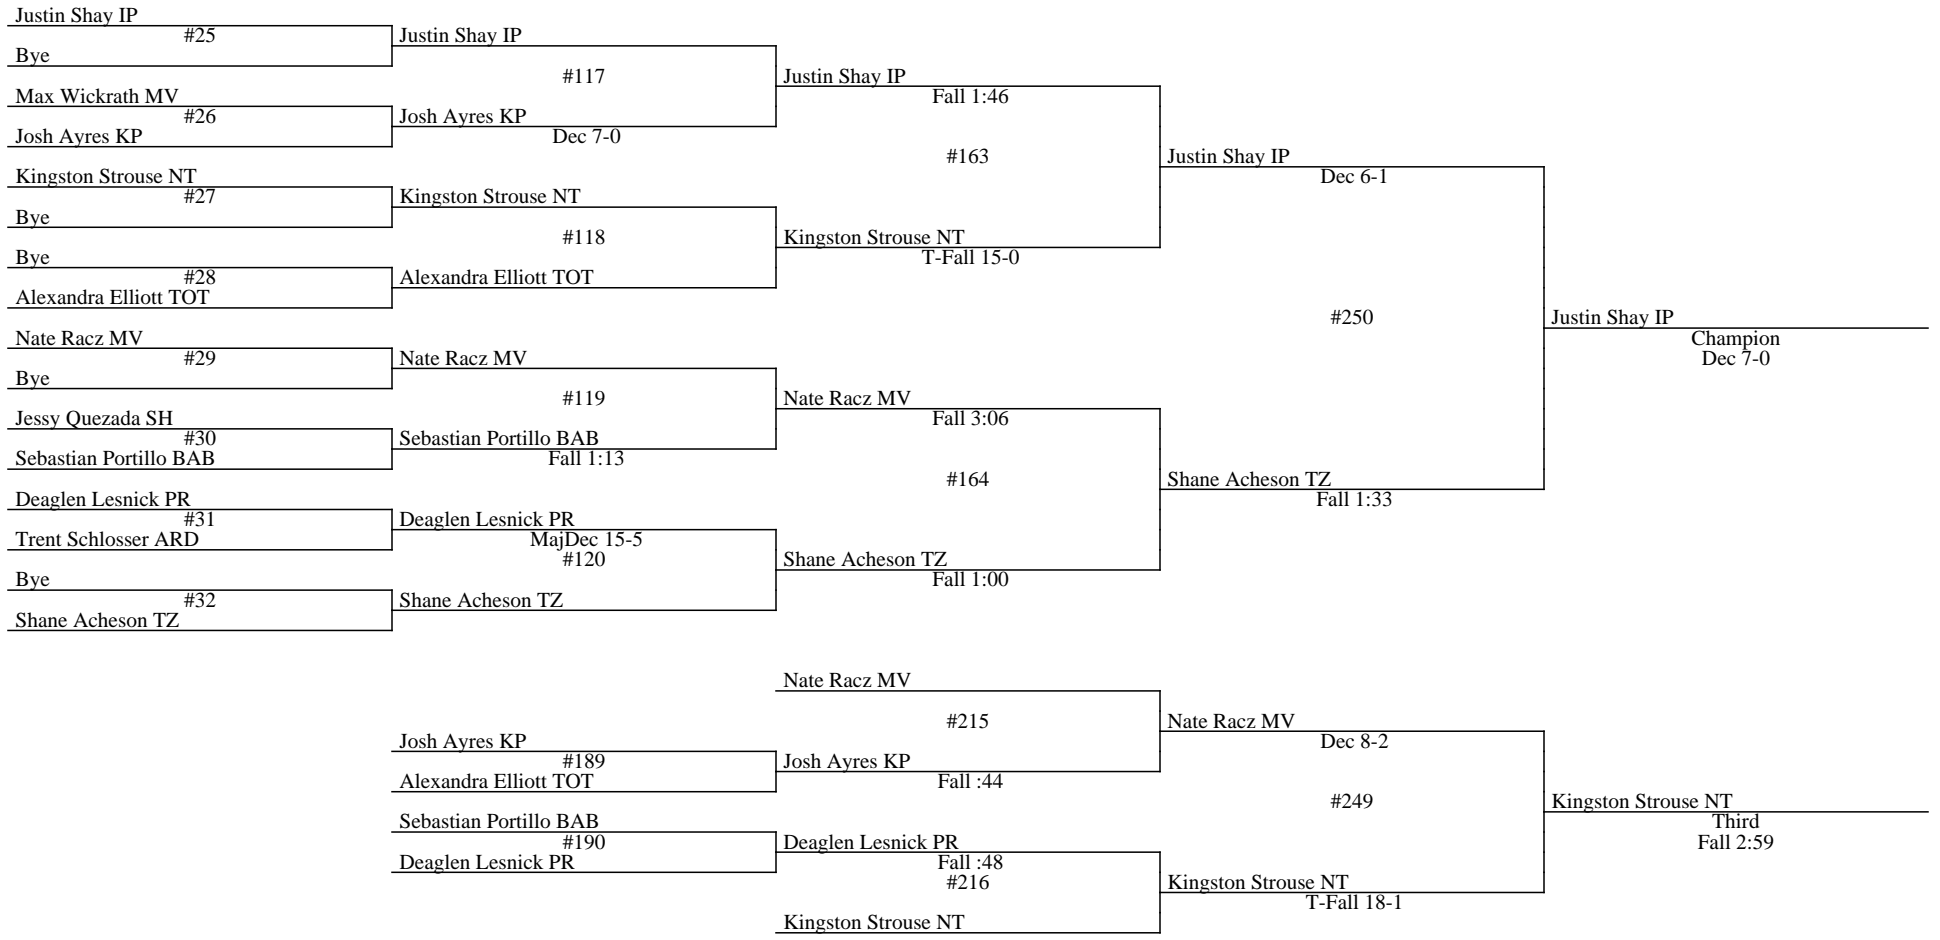 Justin Shay IP
#25
Bye
Justin Shay IP
#117
Max Wickrath MV
#26
Josh Ayres KP
Josh Ayres KP
Dec 7-0
Justin Shay IP
Fall 1:46
#163
Kingston Strouse NT
#27
Bye
Kingston Strouse NT
#118
Bye
#28
Alexandra Elliott TOT
Alexandra Elliott TOT
Kingston Strouse NT
T-Fall 15-0
Justin Shay IP
Dec 6-1
#250
Nate Racz MV
#29
Bye
Nate Racz MV
#119
Jessy Quezada SH
#30
Sebastian Portillo BAB
Sebastian Portillo BAB
Fall 1:13
Nate Racz MV
Fall 3:06
#164
Deaglen Lesnick PR
#31
Trent Schlosser ARD
Deaglen Lesnick PR
MajDec 15-5
#120
Bye
#32
Shane Acheson TZ
Shane Acheson TZ
Shane Acheson TZ
Fall 1:00
Shane Acheson TZ
Fall 1:33
Justin Shay IP
Champion
Dec 7-0
Nate Racz MV
#215
Josh Ayres KP
#189
Alexandra Elliott TOT
Josh Ayres KP
Fall :44
Nate Racz MV
Dec 8-2
#249
Sebastian Portillo BAB
#190
Deaglen Lesnick PR
Deaglen Lesnick PR
Fall :48
#216
Kingston Strouse NT
Kingston Strouse NT
T-Fall 18-1
Kingston Strouse NT
Third
Fall 2:59